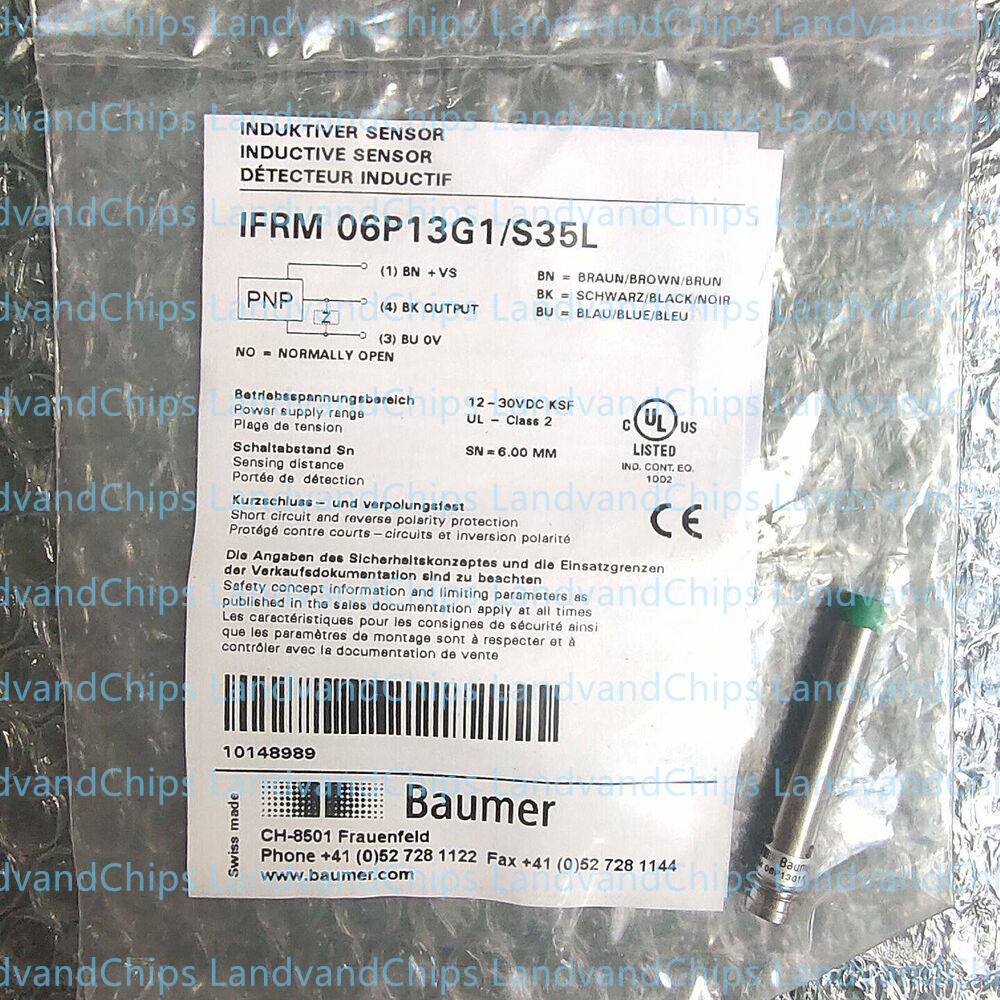 INDUKTIVER SENSOR
INDUCTIVE SENSOR
DÉTECTEUR INDUCTIF
IFRM 06P13G1/S35L
PNP
Z
(1) BN +VS
(4) BK OUTPUT
(3) BU 0V
NO = NORMALLY OPEN
BN = BRAUN/BROWN/BRUN
BK = SCHWARZ/BLACK/NOIR
BU = BLAU/BLUE/BLEU
Betriebsspannungsbereich
Power supply range
Plage de tension
12-30VDC KSF
UL - Class 2
Schaltabstand Sn
Sensing distance
Portée de détection
SN=6.00 MM
C UL US
LISTED
IND. CONT. EQ.
1DD2
Kurzschluss-und verpolungsfest
Short circuit and reverse polarity protection
Protégé contre courts-circuits et inversion polarité
CE
Die Angaben des Sicherheitskonzeptes und die Einsatzgrenzen
der Verkaufsdokumentation sind zu beachten
Safety concept information and limiting parameters as
published in the sales documentation apply at all times
Les caractéristiques pour les consignes de sécurité ainsi
que les paramètres de montage sont à respecter et à
contrôler avec la documentation de vente
10148989
Swiss made
Baumer
CH-8501 Frauenfeld
Phone +41 (0)52 728 1122 Fax +41 (0)52 728 1144
www.baumer.com
Baumer
06P13G1/
LandvandChips